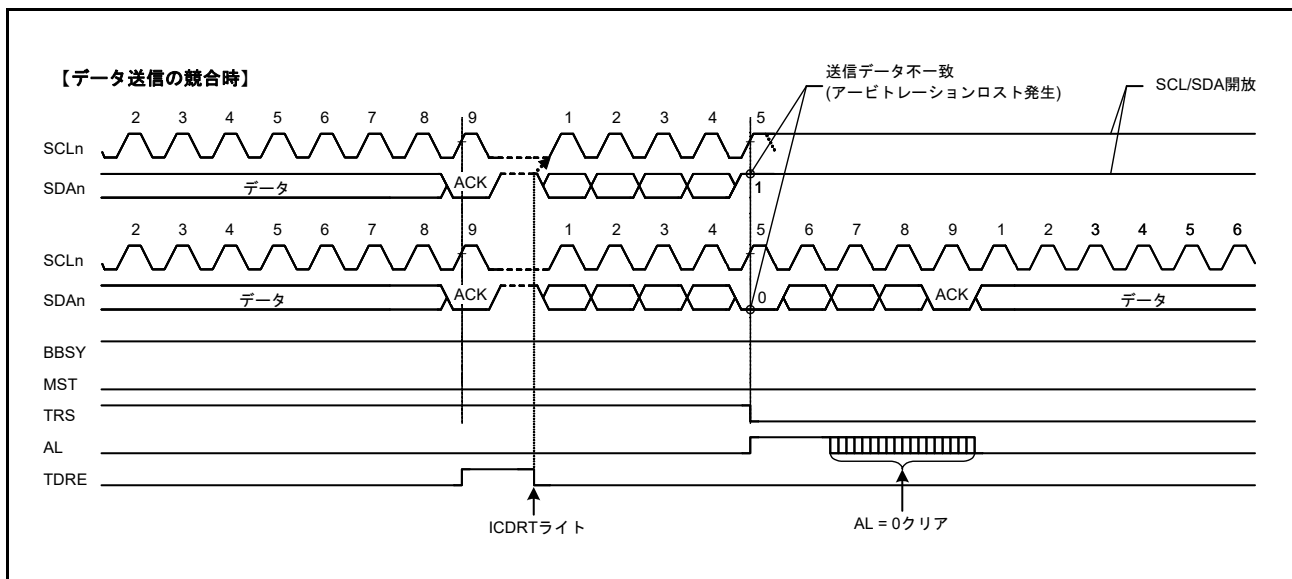 【データ送信の競合時】
送信データ不一致
(アービトレーションロスト発生)
SCL/SDA開放
2 3 4 5 6 7 8 9 1 2 3 4 5
SCLn
SDAn
データ
ACK
1
2 3 4 5 6 7 8 9 1 2 3 4 5 6 7 8 9 1 2 3 4 5 6
SCLn
SDAn
データ
ACK
0
ACK
データ
BBSY
MST
TRS
AL
TDRE
ICDRTライト
AL = 0クリア